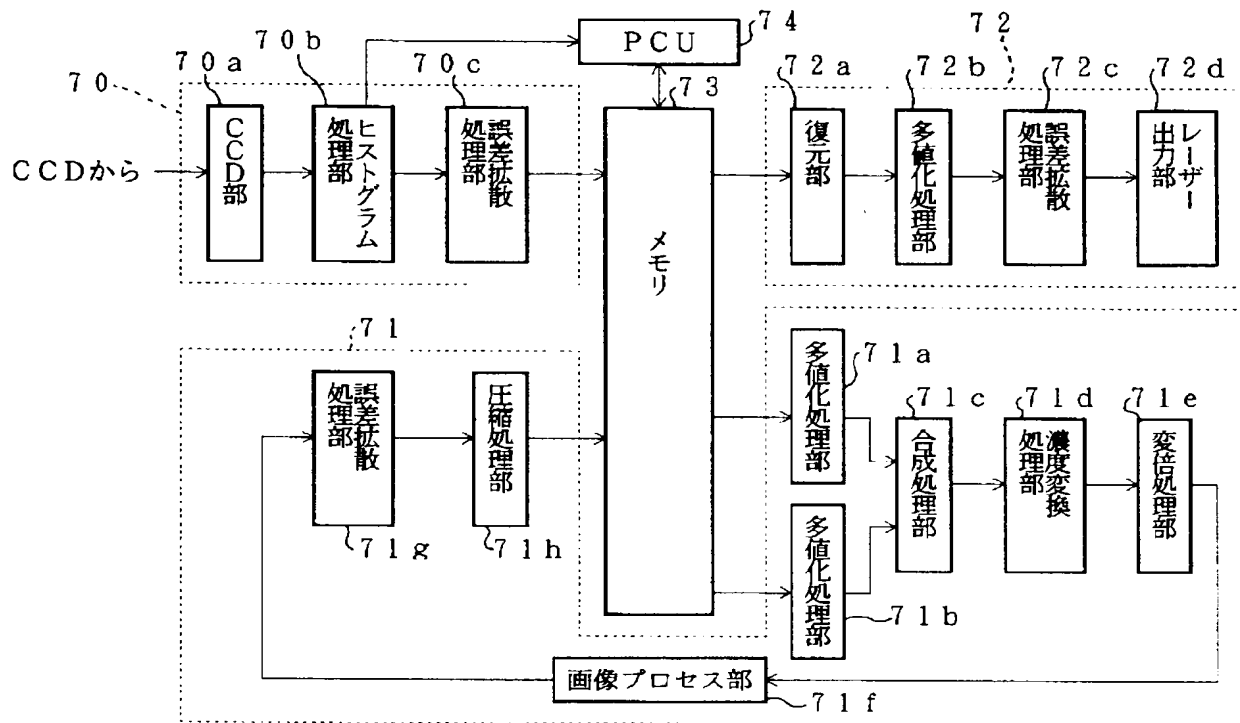 ７４
ＰＣＵ
７０ｂ
７０ａ
７０ｃ
７０
７３
７２
７２ａ
７２ｂ
７２ｃ
７２ｄ
ＣＣＤから
ＣＣＤ部
ヒストグラム
処理部
誤差拡散
処理部
メモリ
復元部
多値化処理部
誤差拡散
処理部
レーザー
出力部
７１
誤差拡散
処理部
７１ｇ
圧縮処理部
７１ｈ
多値化処理部
７１ａ
多値化処理部
７１ｂ
７１ｃ
合成処理部
７１ｄ
濃度変換
処理部
７１ｅ
変倍処理部
画像プロセス部
７１ｆ